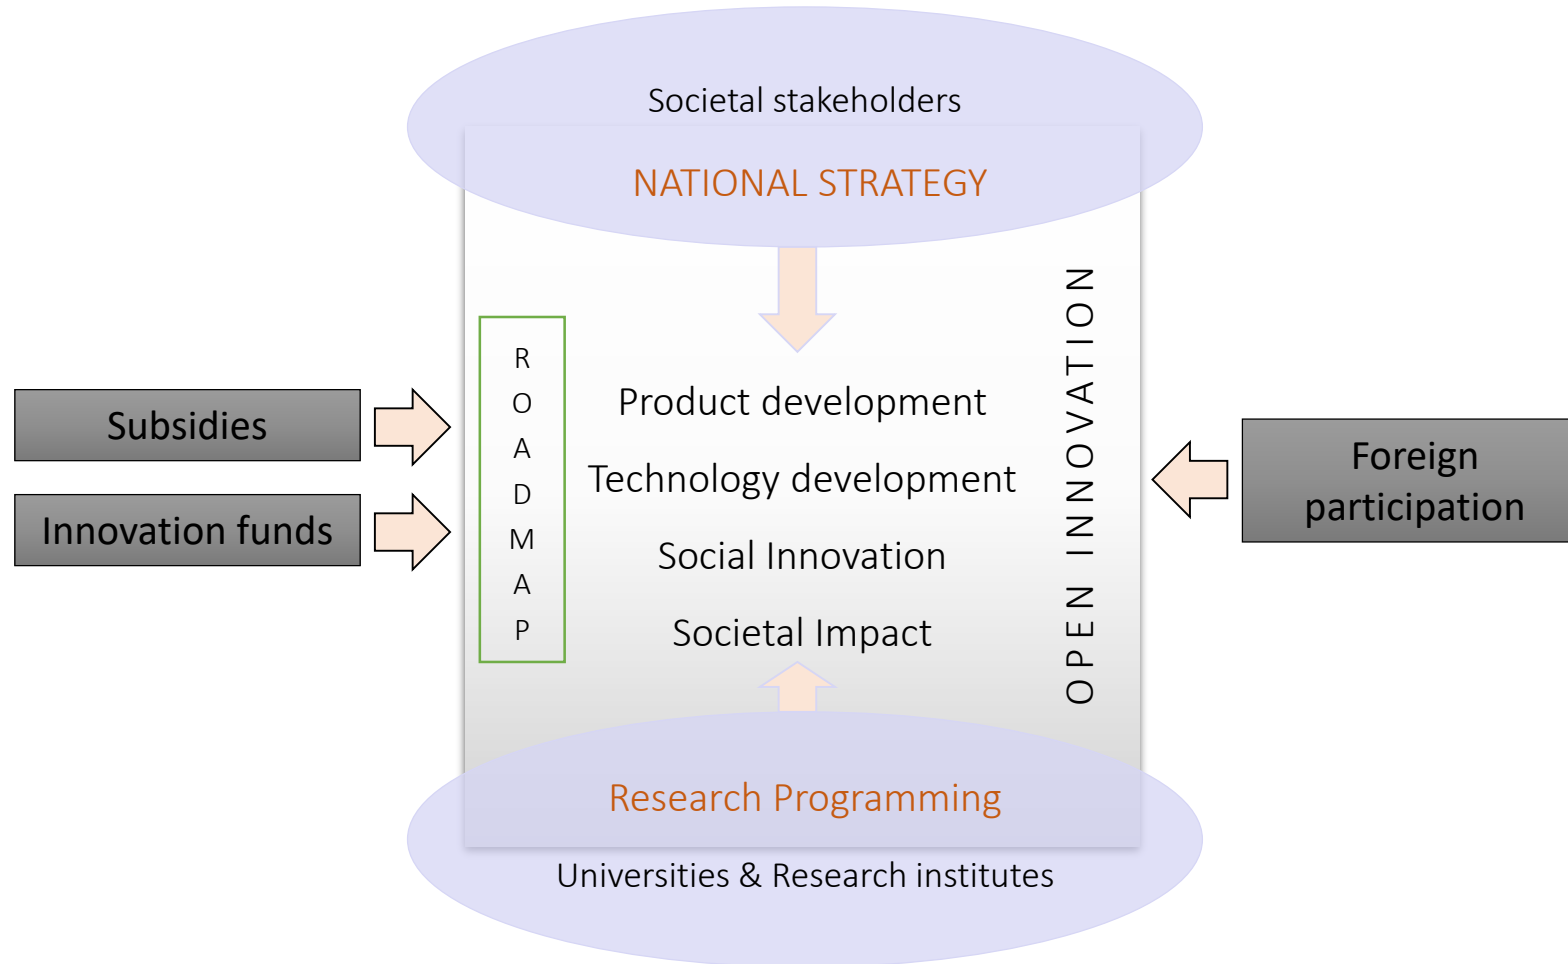 Societal stakeholders
NATIONAL STRATEGY
ROADMAP
Product development
Technology development
Social Innovation
Societal Impact
OPEN INNOVATION
Subsidies
Innovation funds
Foreign
participation
Research Programming
Universities & Research institutes